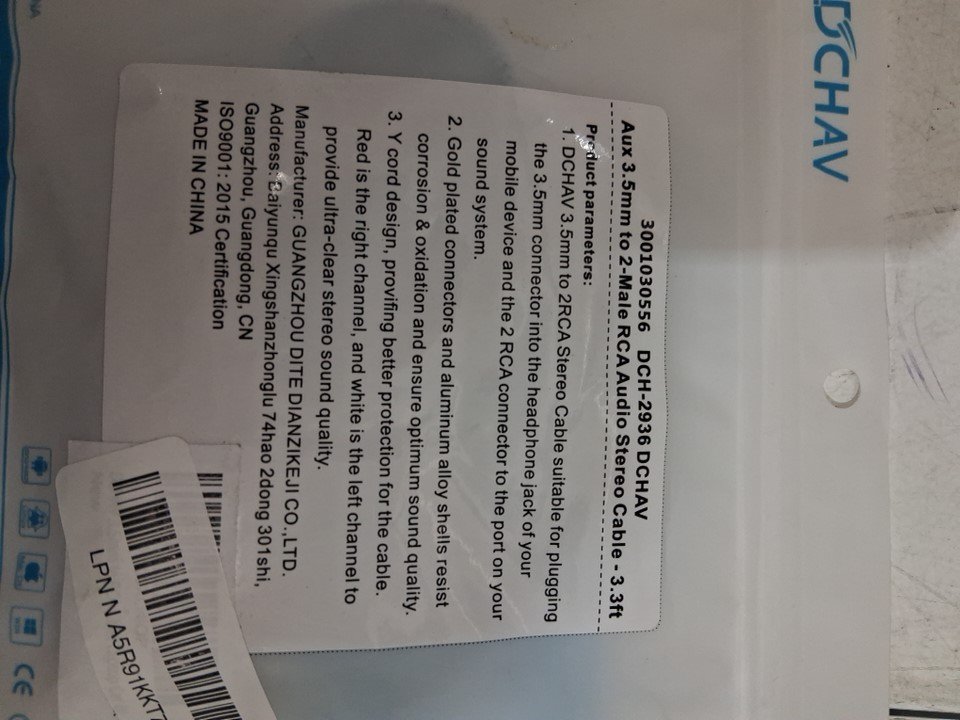 DCHAV
3001030556 DCH-2936 DCHAV
Aux 3.5mm to 2-Male RCA Audio Stereo Cable - 3.3ft
Product parameters:
1. DCHAV 3.5mm to 2RCA Stereo Cable suitable for plugging
the 3.5mm connector into the headphone jack of your
mobile device and the 2 RCA connector to the port on your
sound system.
2. Gold plated connectors and aluminum alloy shells resist
corrosion & oxidation and ensure optimum sound quality.
3. Y cord design, provifing better protection for the cable.
Red is the right channel, and white is the left channel to
provide ultra-clear stereo sound quality.
Manufacturer: GUANGZHOU DITE DIANZIKEJI CO.,LTD.
Address: Baiyunqu Xingshanzhonglu 74hao 2dong 301shi,
Guangzhou, Guangdong, CN
ISO9001: 2015 Certification
MADE IN CHINA
LPN N A5R91KKT
CE